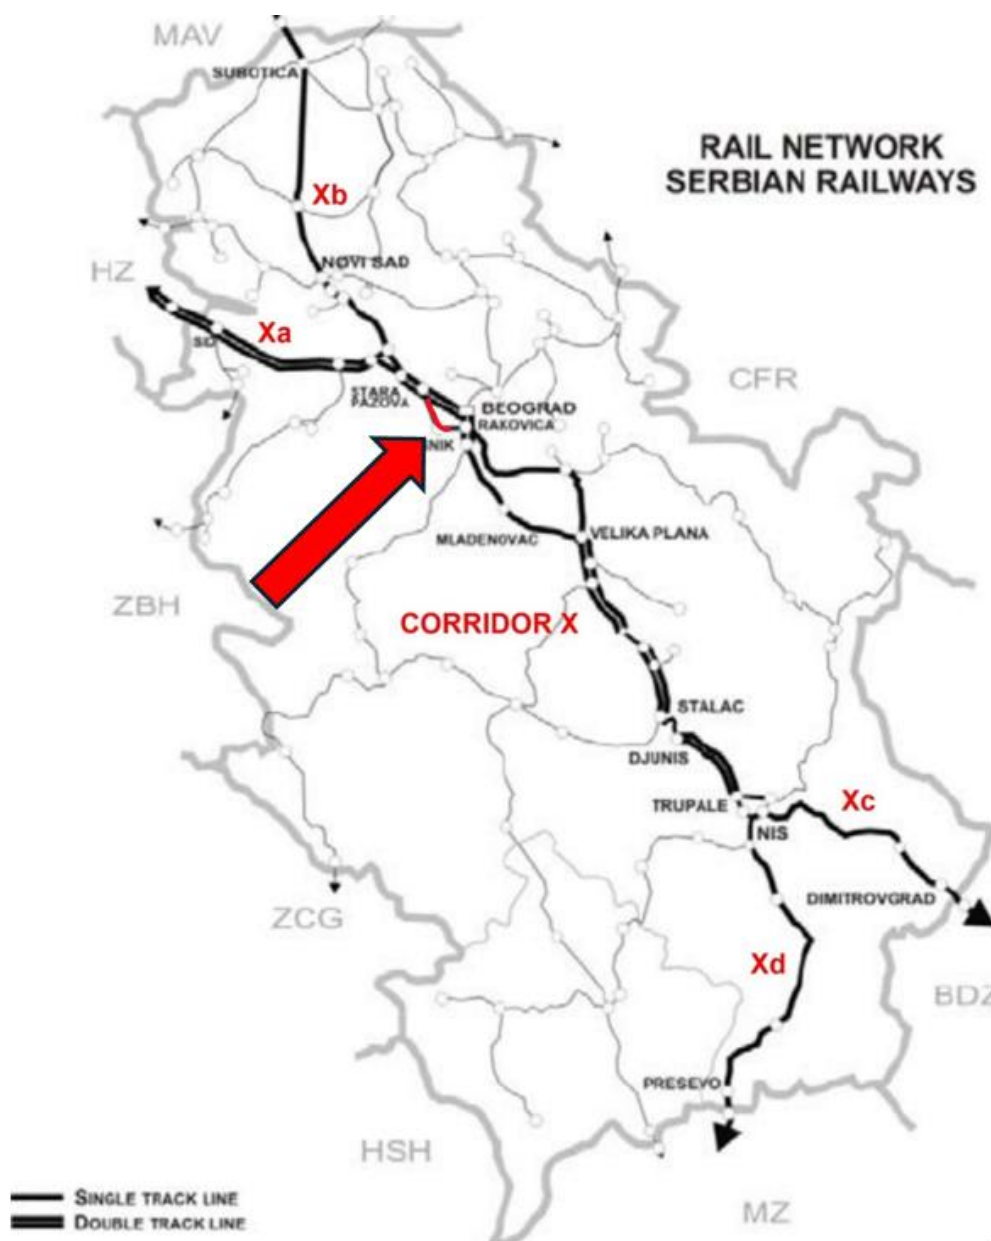 MAV
SUBOTICA
RAIL NETWORK
SERBIAN RAILWAYS
Xb
NOVI SAD
HZ
Xa
SID
CFR
STARA
PAZOVA
BEOGRAD
RAKOVICA
NIK
MLADENOVAC
VELIKA PLANA
ZBH
CORRIDOR X
STALAC
DJUNIS
TRUPALE
Xc
NIS
DIMITROVGRAD
ZCG
Xd
BDZ
PRESEVO
HSH
SINGLE TRACK LINE
DOUBLE TRACK LINE
MZ